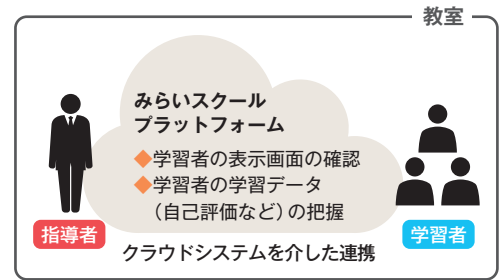 教室
みらいスクール
プラットフォーム
◆学習者の表示画面の確認
◆学習者の学習データ
（自己評価など）の把握
指導者
学習者
クラウドシステムを介した連携